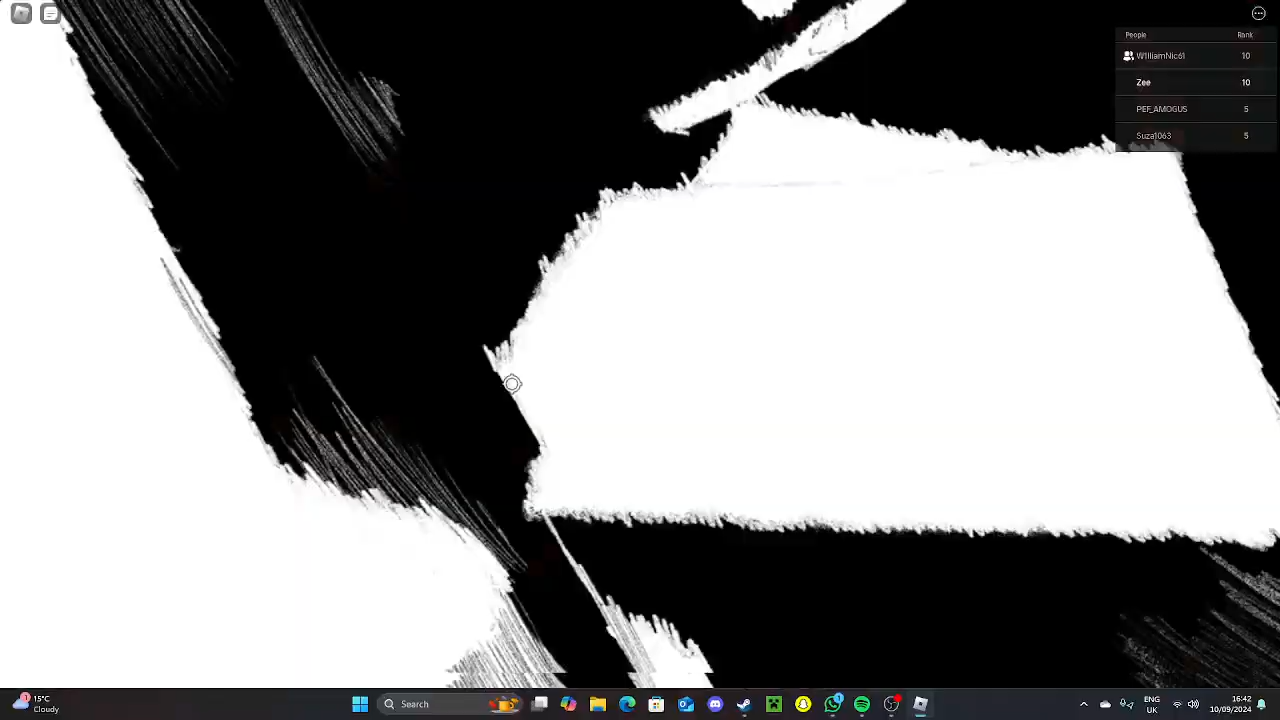 People Rank
W1lliamNic61 10
Zee 10
PEF_AMOGUS 5
Suza1063 5
15°C
Cloudy
Search
ENG
UK
16:42
10/09/2024